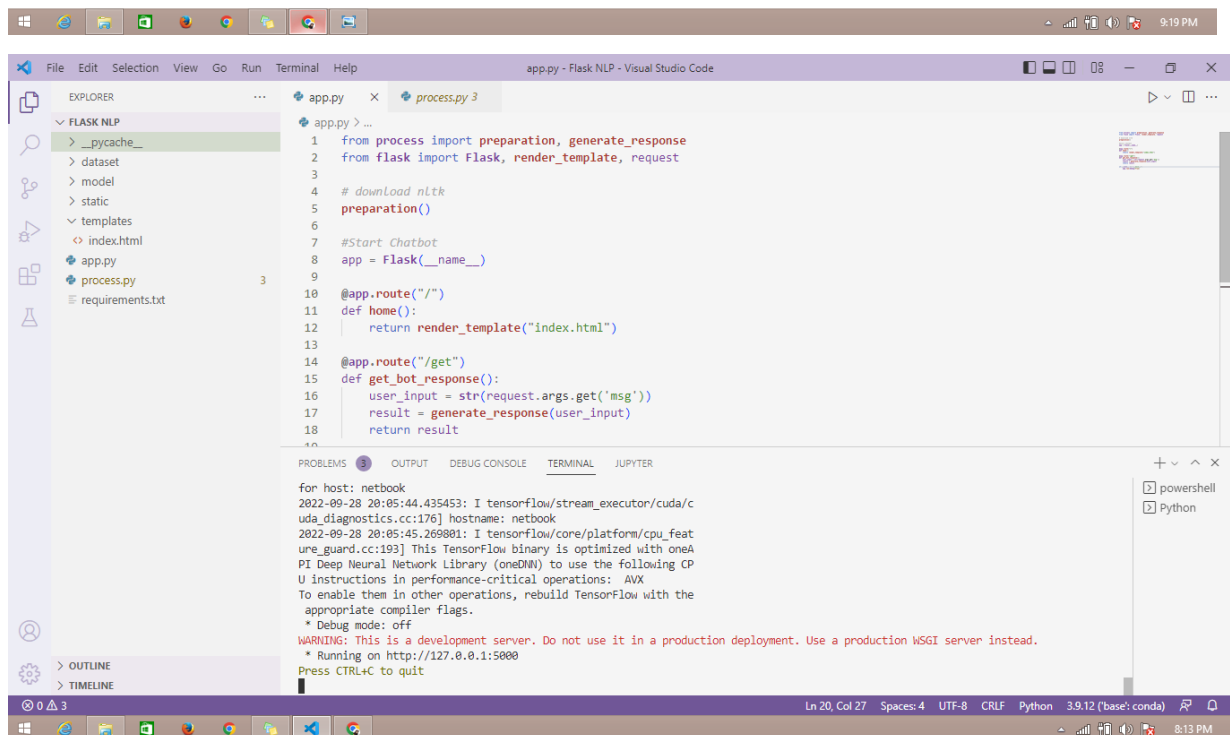 9:19 PM
File Edit Selection View Go Run Terminal Help app.py - Flask NLP - Visual Studio Code
EXPLORER ... app.py process.py 3
FLASK NLP app.py > ...
__pycache__
dataset
model
static
templates
index.html
app.py
process.py 3
requirements.txt
1 from process import preparation, generate_response
2 from flask import Flask, render_template, request
3
4 # download nltk
5 preparation()
6
7 #Start Chatbot
8 app = Flask(__name__)
9
10 @app.route("/")
11 def home():
12 return render_template("index.html")
13
14 @app.route("/get")
15 def get_bot_response():
16 user_input = str(request.args.get('msg'))
17 result = generate_response(user_input)
18 return result
PROBLEMS 3 OUTPUT DEBUG CONSOLE TERMINAL JUPYTER
for host: netbook
2022-09-28 20:05:44.435453: I tensorflow/stream_executor/cuda/c
uda_diagnostics.cc:176] hostname: netbook
2022-09-28 20:05:45.269801: I tensorflow/core/platform/cpu_feat
ure_guard.cc:193] This TensorFlow binary is optimized with oneA
PI Deep Neural Network Library (oneDNN) to use the following CP
U instructions in performance-critical operations: AVX
To enable them in other operations, rebuild TensorFlow with the
appropriate compiler flags.
* Debug mode: off
WARNING: This is a development server. Do not use it in a production deployment. Use a production WSGI server instead.
* Running on http://127.0.0.1:5000
Press CTRL+C to quit
powershell
Python
OUTLINE
TIMELINE
0 3 Ln 20, Col 27 Spaces: 4 UTF-8 CRLF Python 3.9.12 ('base': conda)
8:13 PM